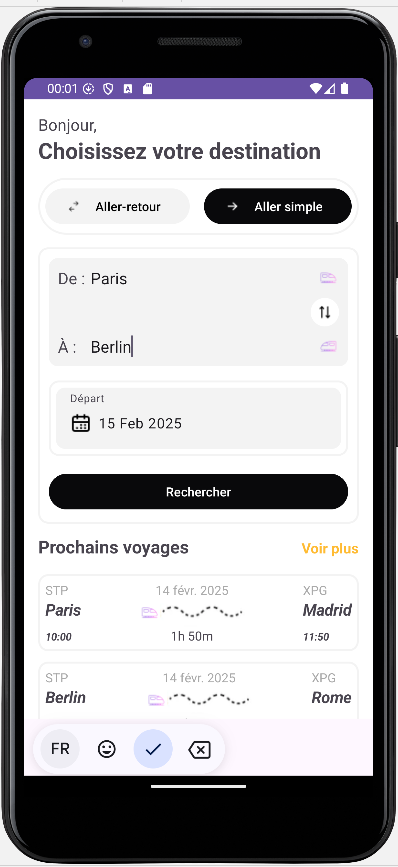 00:01
Bonjour,
Choisissez votre destination
Aller-retour
Aller simple
De : Paris
À : Berlin
Départ
15 Feb 2025
Rechercher
Prochains voyages
Voir plus
STP 14 févr. 2025 XPG
Paris Madrid
10:00 1h 50m 11:50
STP 14 févr. 2025 XPG
Berlin Rome
FR